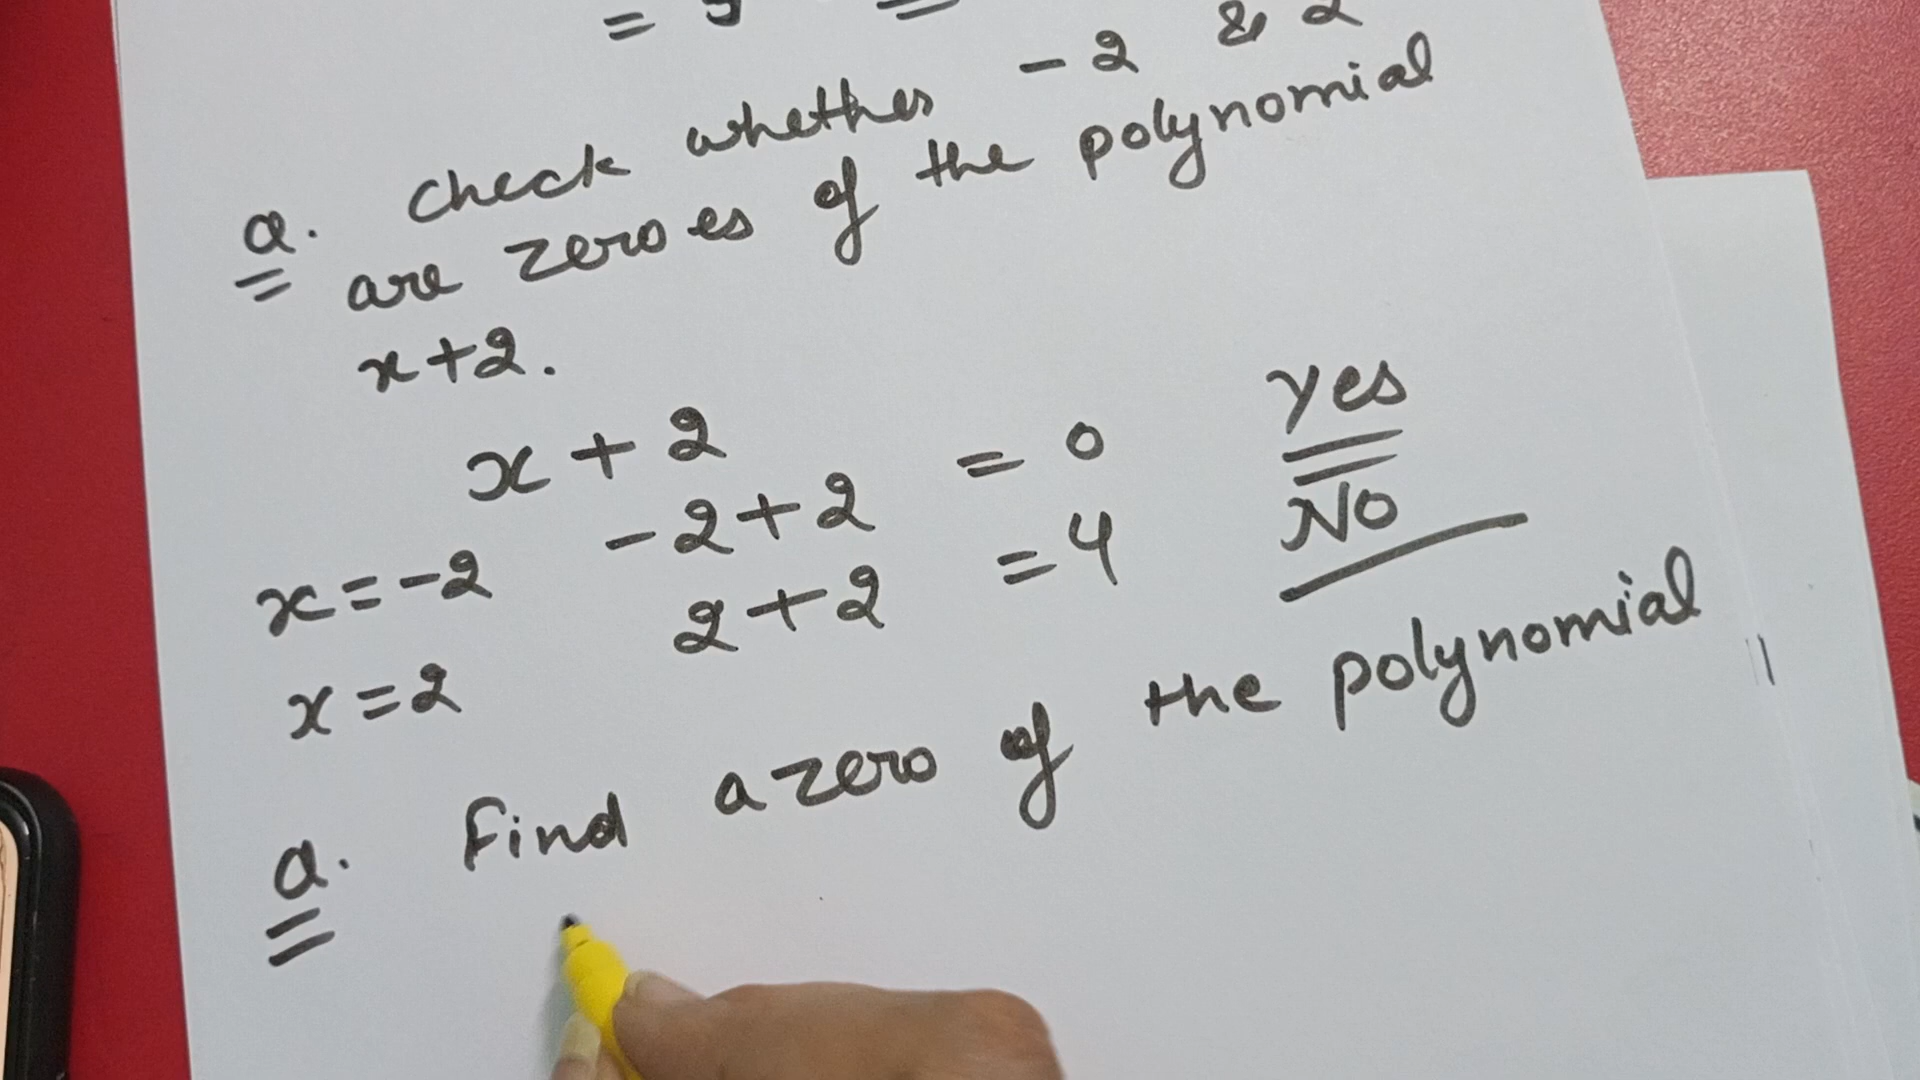 Q. Check whether -2 & 2
are zeroes of the polynomial
x+2.
x + 2
x = -2 -2+2 = 0 Yes
x = 2 2+2 = 4 No
Q. Find a zero of the polynomial